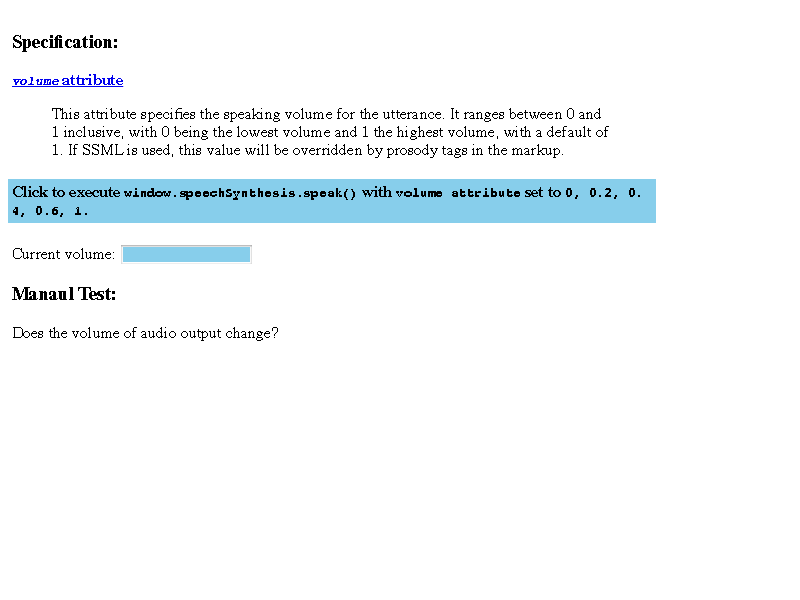 Specification:
volume attribute
This attribute specifies the speaking volume for the utterance. It ranges between 0 and
1 inclusive, with 0 being the lowest volume and 1 the highest volume, with a default of
1. If SSML is used, this value will be overridden by prosody tags in the markup.
Click to execute window.speechSynthesis.speak() with volume attribute set to 0, 0.2, 0.
4, 0.6, 1.
Current volume:
Manaul Test:
Does the volume of audio output change?